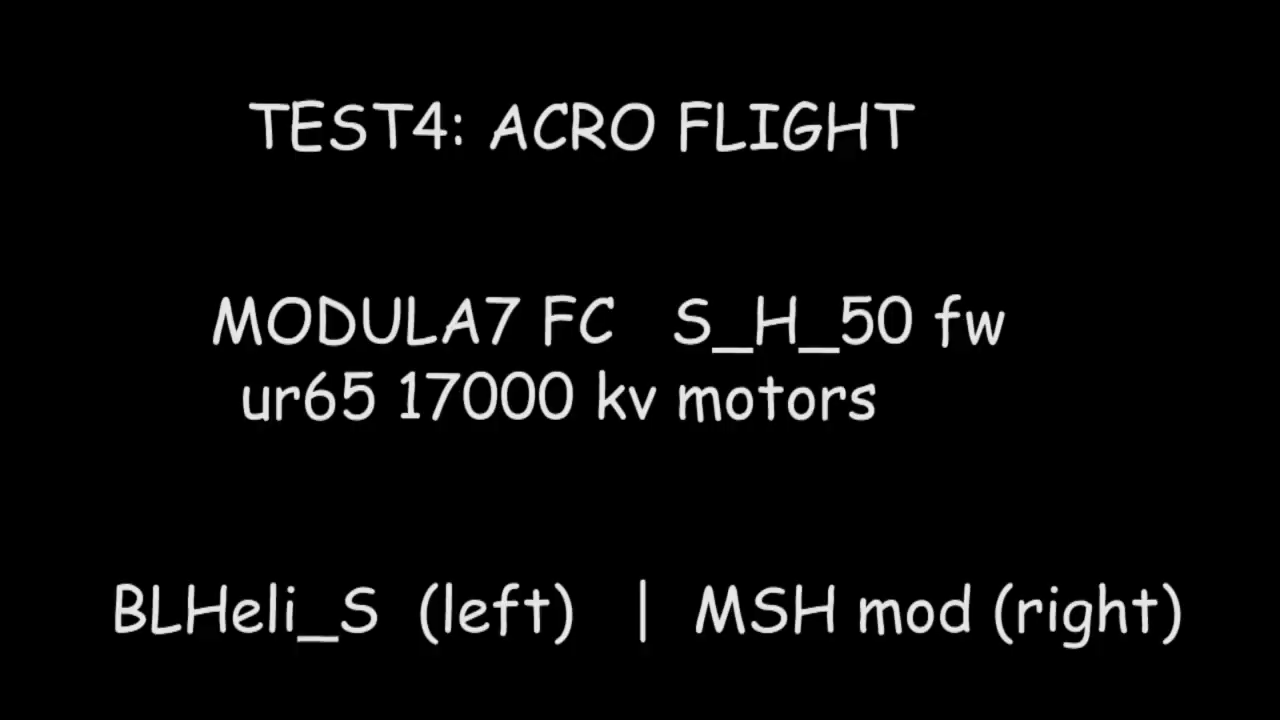 TEST4: ACRO FLIGHT
MODULA7 FC S_H_50 fw
ur65 17000 kv motors
BLHeli_S (left) | MSH mod (right)